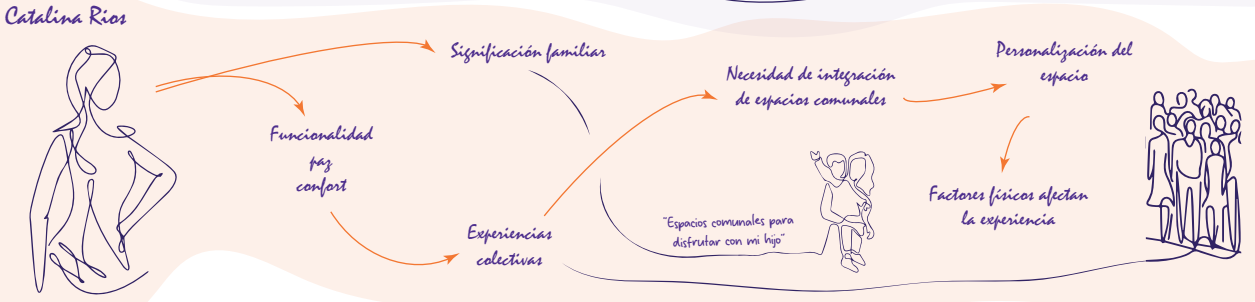 Catalina Rios
Significación familiar
Funcionalidad
paz
confort
Experiencias
colectivas
Necesidad de integración
de espacios comunales
"Espacios comunales para
disfrutar con mi hijo"
Personalización del
espacio
Factores físicos afectan
la experiencia